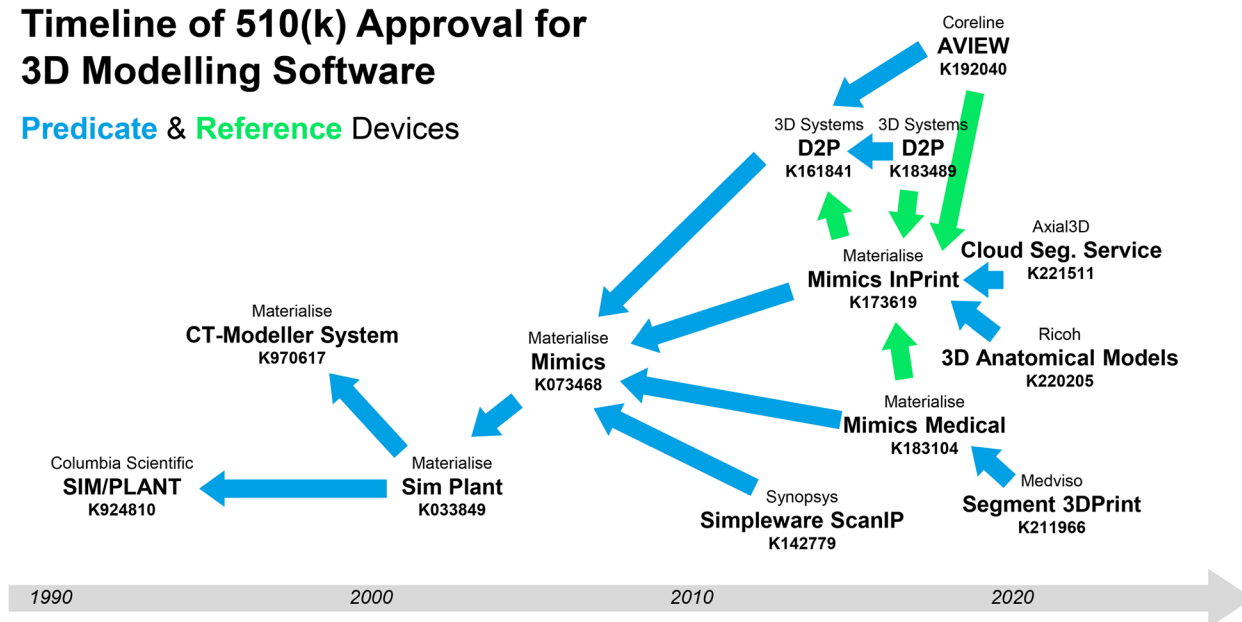 Timeline of 510(k) Approval for
3D Modelling Software
Predicate & Reference Devices
Coreline
AVIEW
K192040
3D Systems
D2P
K161841
3D Systems
D2P
K183489
Materialise
Mimics InPrint
K173619
Axial3D
Cloud Seg. Service
K221511
Ricoh
3D Anatomical Models
K220205
Materialise
CT-Modeller System
K970617
Materialise
Mimics
K073468
Materialise
Mimics Medical
K183104
Columbia Scientific
SIM/PLANT
K924810
Materialise
Sim Plant
K033849
Synopsys
Simpleware ScanIP
K142779
Medviso
Segment 3DPrint
K211966
1990 2000 2010 2020